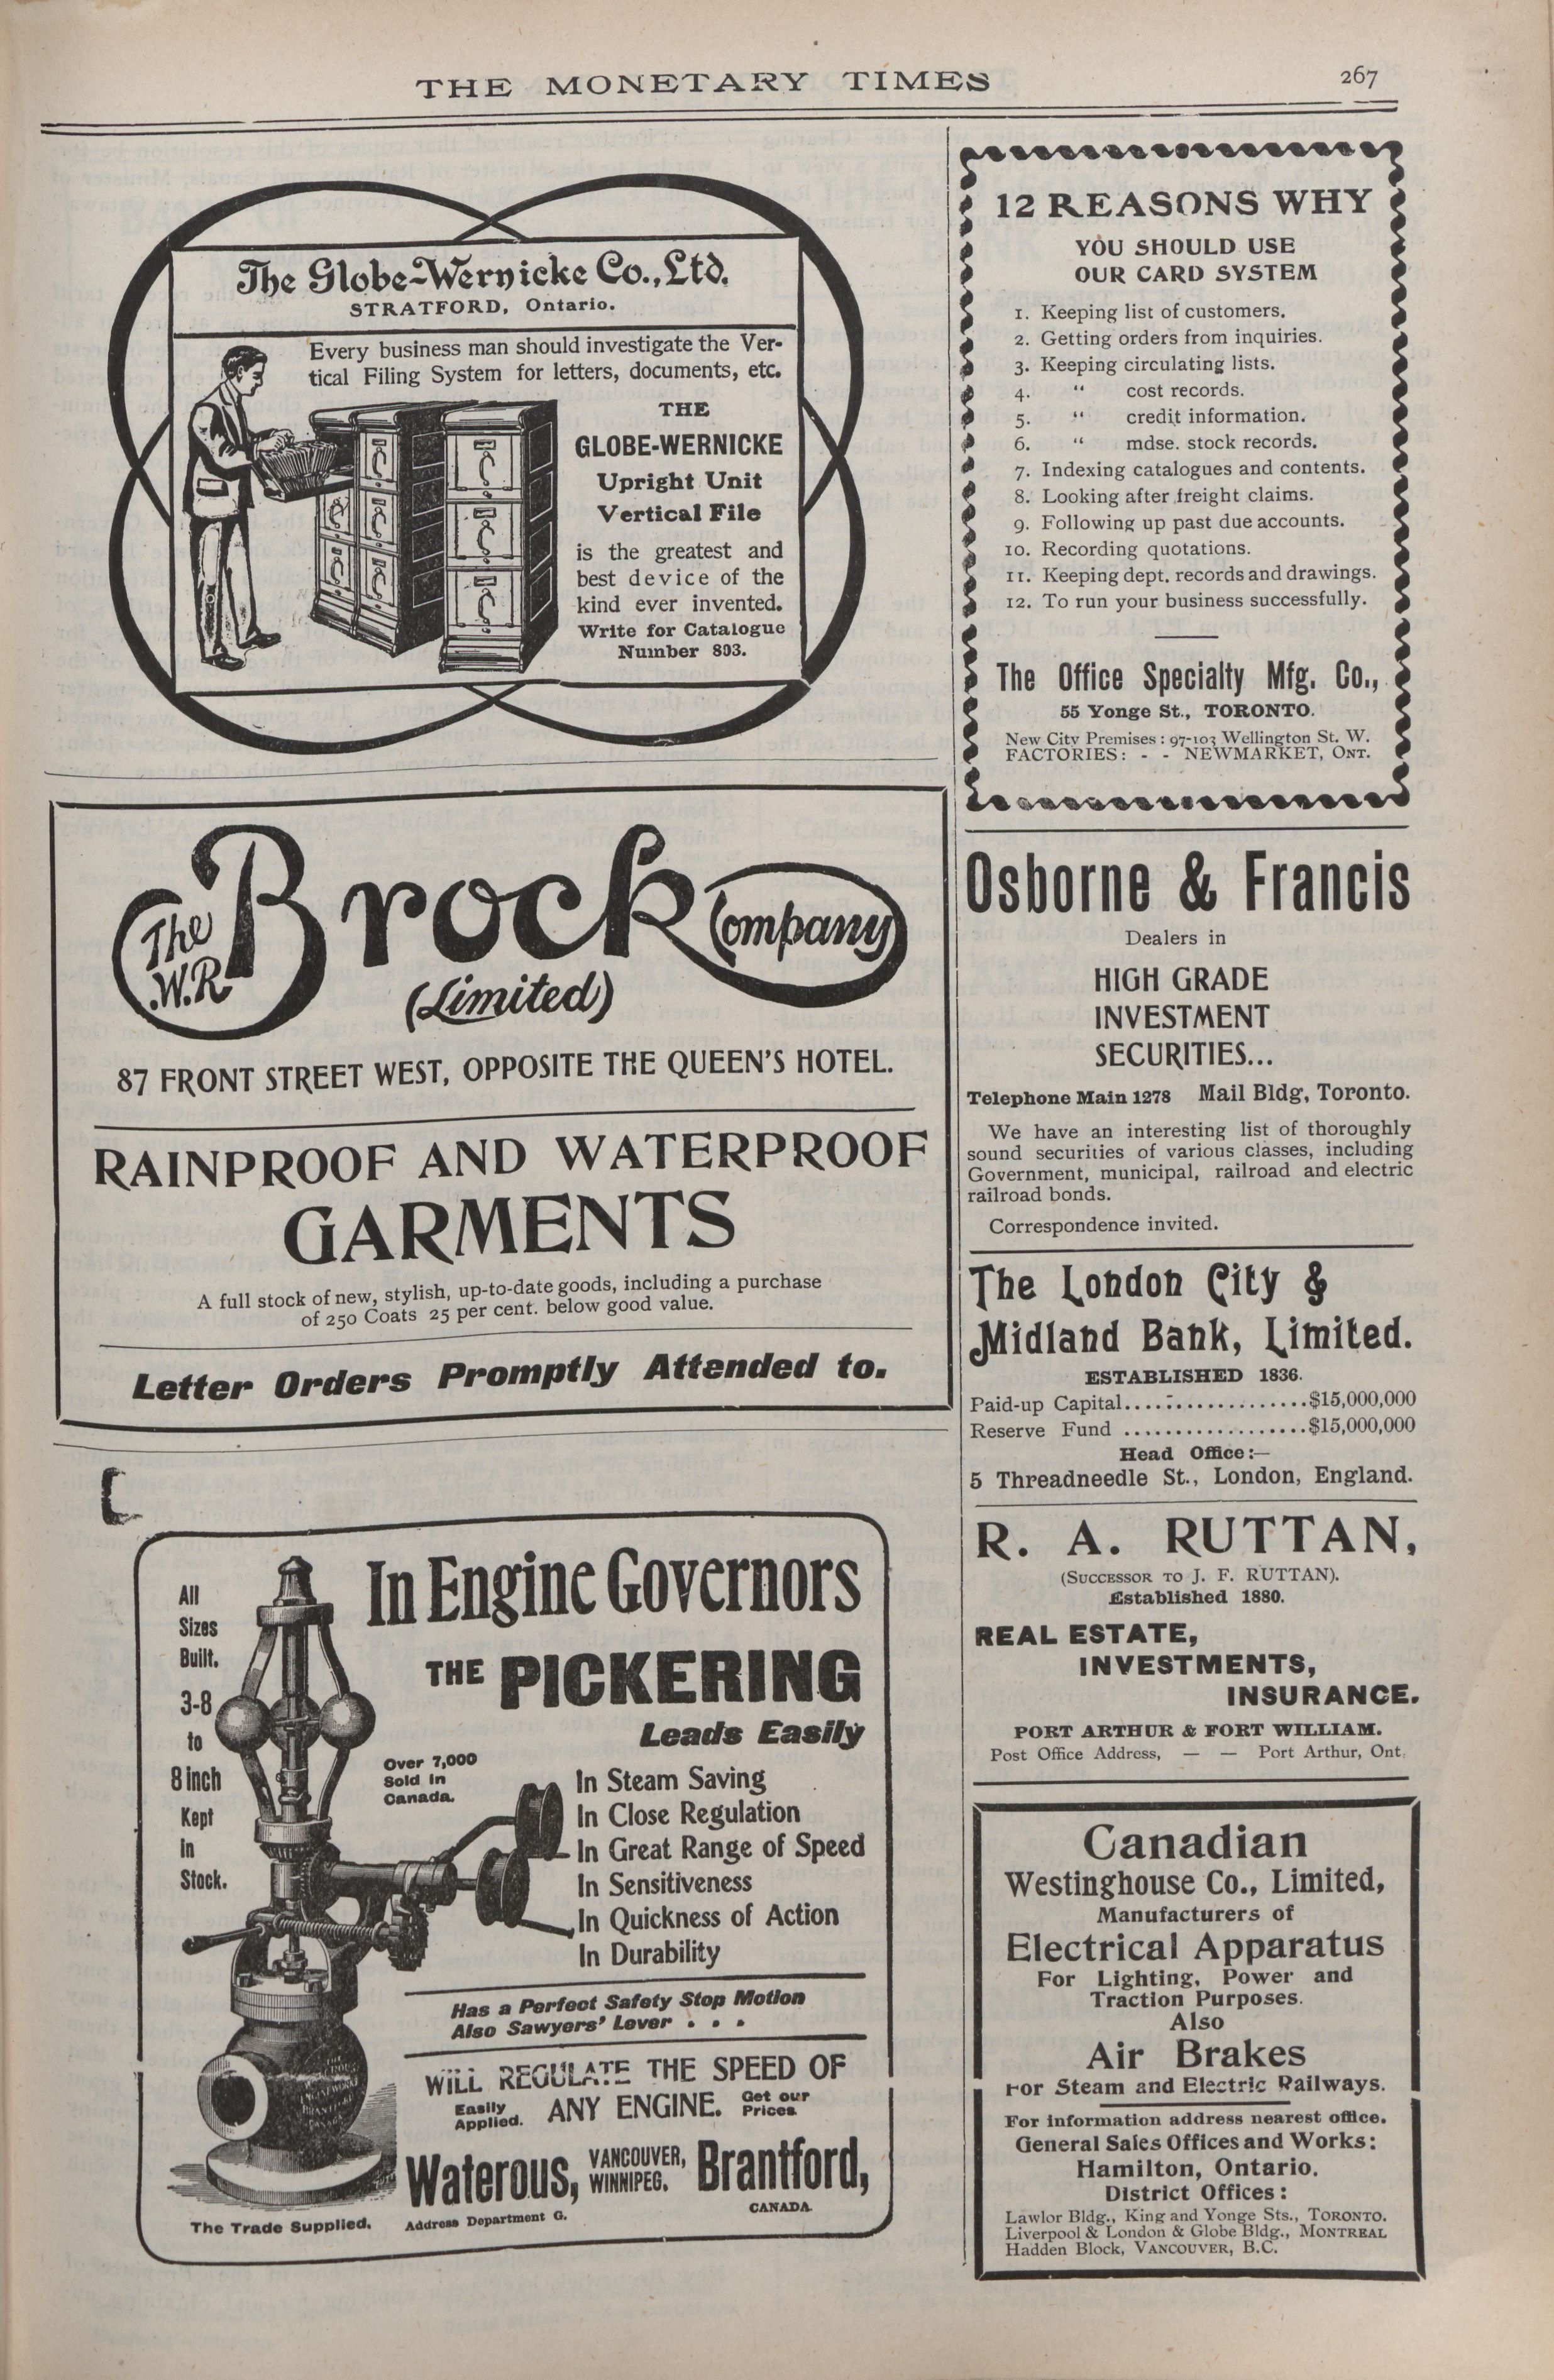 THE MONETARY TIMES
267
The Globe-Wernicke Co., Ltd.
STRATFORD, Ontario.
Every business man should investigate the Ver-
tical Filing System for letters, documents, etc.
THE
GLOBE-WERNICKE
Upright Unit
Vertical File
is the greatest and
best device of the
kind ever invented.
Write for Catalogue
Number 803.
The
W.R.
Brock
Company
(Limited)
87 FRONT STREET WEST, OPPOSITE THE QUEEN'S HOTEL.
RAINPROOF AND WATERPROOF
GARMENTS
A full stock of new, stylish, up-to-date goods, including a purchase
of 250 Coats 25 per cent. below good value.
Letter Orders Promptly Attended to.
All
Sizes
Built.
3-8
to
8 inch
Kept
in
Stock.
In Engine Governors
THE PICKERING
Leads Easily
Over 7,000
Sold in
Canada.
In Steam Saving
In Close Regulation
In Great Range of Speed
In Sensitiveness
In Quickness of Action
In Durability
Has a Perfect Safety Stop Motion
Also Sawyers' Lever . . .
WILL REGULATE THE SPEED OF
Easily
Applied.
ANY ENGINE.
Get our
Prices
Waterous,
VANCOUVER,
WINNIPEG.
Brantford,
CANADA.
The Trade Supplied.
Address Department G.
12 REASONS WHY
YOU SHOULD USE
OUR CARD SYSTEM
1. Keeping list of customers.
2. Getting orders from inquiries.
3. Keeping circulating lists.
4. " cost records.
5. " credit information.
6. " mdse. stock records.
7. Indexing catalogues and contents.
8. Looking after freight claims.
9. Following up past due accounts.
10. Recording quotations.
11. Keeping dept. records and drawings.
12. To run your business successfully.
The Office Specialty Mfg. Co.,
55 Yonge St., TORONTO.
New City Premises : 97-103 Wellington St. W.
FACTORIES: - - NEWMARKET, ONT.
Osborne & Francis
Dealers in
HIGH GRADE
INVESTMENT
SECURITIES...
Telephone Main 1278 Mail Bldg, Toronto.
We have an interesting list of thoroughly
sound securities of various classes, including
Government, municipal, railroad and electric
railroad bonds.
Correspondence invited.
The London City &
Midland Bank, Limited.
ESTABLISHED 1836.
Paid-up Capital......................$15,000,000
Reserve Fund ..................$15,000,000
Head Office:—
5 Threadneedle St., London, England.
R. A. RUTTAN,
(SUCCESSOR TO J. F. RUTTAN).
Established 1880.
REAL ESTATE,
INVESTMENTS,
INSURANCE.
PORT ARTHUR & FORT WILLIAM.
Post Office Address, — — Port Arthur, Ont.
Canadian
Westinghouse Co., Limited,
Manufacturers of
Electrical Apparatus
For Lighting, Power and
Traction Purposes.
Also
Air Brakes
For Steam and Electric Railways.
For information address nearest office.
General Sales Offices and Works:
Hamilton, Ontario.
District Offices:
Lawlor Bldg., King and Yonge Sts., TORONTO.
Liverpool & London & Globe Bldg., MONTREAL
Hadden Block, VANCOUVER, B.C.